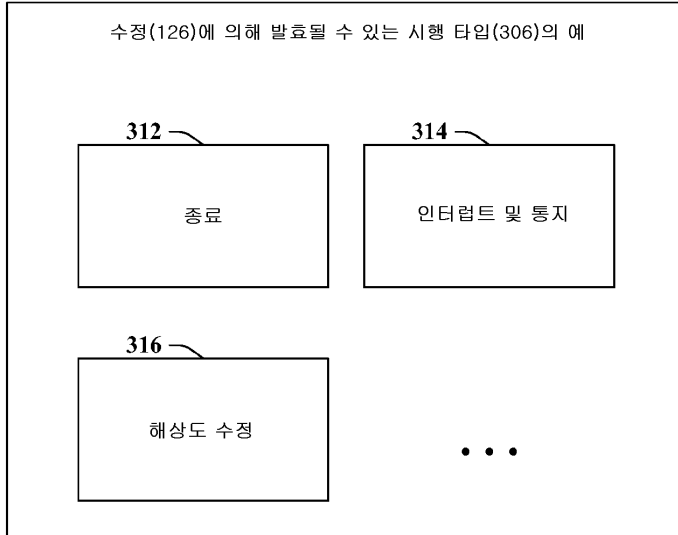 수정(126)에 의해 발효될 수 있는 시행 타입(306)의 예
312
314
종료
인터럽트 및 통지
316
해상도 수정
• • •